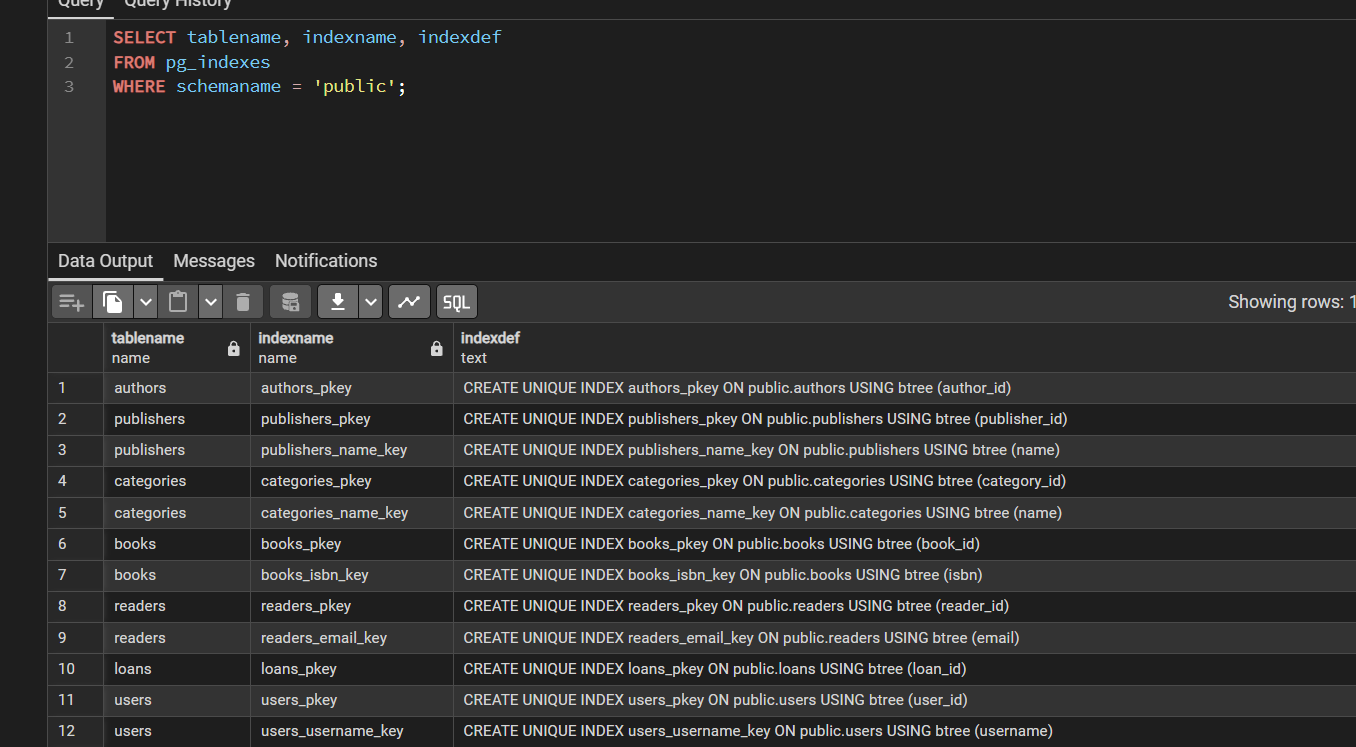 Query Query History
1 SELECT tablename, indexname, indexdef
2 FROM pg_indexes
3 WHERE schemaname = 'public';
Data Output Messages Notifications
SQL Showing rows: 1
tablename indexname indexdef
name name text
1 authors authors_pkey CREATE UNIQUE INDEX authors_pkey ON public.authors USING btree (author_id)
2 publishers publishers_pkey CREATE UNIQUE INDEX publishers_pkey ON public.publishers USING btree (publisher_id)
3 publishers publishers_name_key CREATE UNIQUE INDEX publishers_name_key ON public.publishers USING btree (name)
4 categories categories_pkey CREATE UNIQUE INDEX categories_pkey ON public.categories USING btree (category_id)
5 categories categories_name_key CREATE UNIQUE INDEX categories_name_key ON public.categories USING btree (name)
6 books books_pkey CREATE UNIQUE INDEX books_pkey ON public.books USING btree (book_id)
7 books books_isbn_key CREATE UNIQUE INDEX books_isbn_key ON public.books USING btree (isbn)
8 readers readers_pkey CREATE UNIQUE INDEX readers_pkey ON public.readers USING btree (reader_id)
9 readers readers_email_key CREATE UNIQUE INDEX readers_email_key ON public.readers USING btree (email)
10 loans loans_pkey CREATE UNIQUE INDEX loans_pkey ON public.loans USING btree (loan_id)
11 users users_pkey CREATE UNIQUE INDEX users_pkey ON public.users USING btree (user_id)
12 users users_username_key CREATE UNIQUE INDEX users_username_key ON public.users USING btree (username)